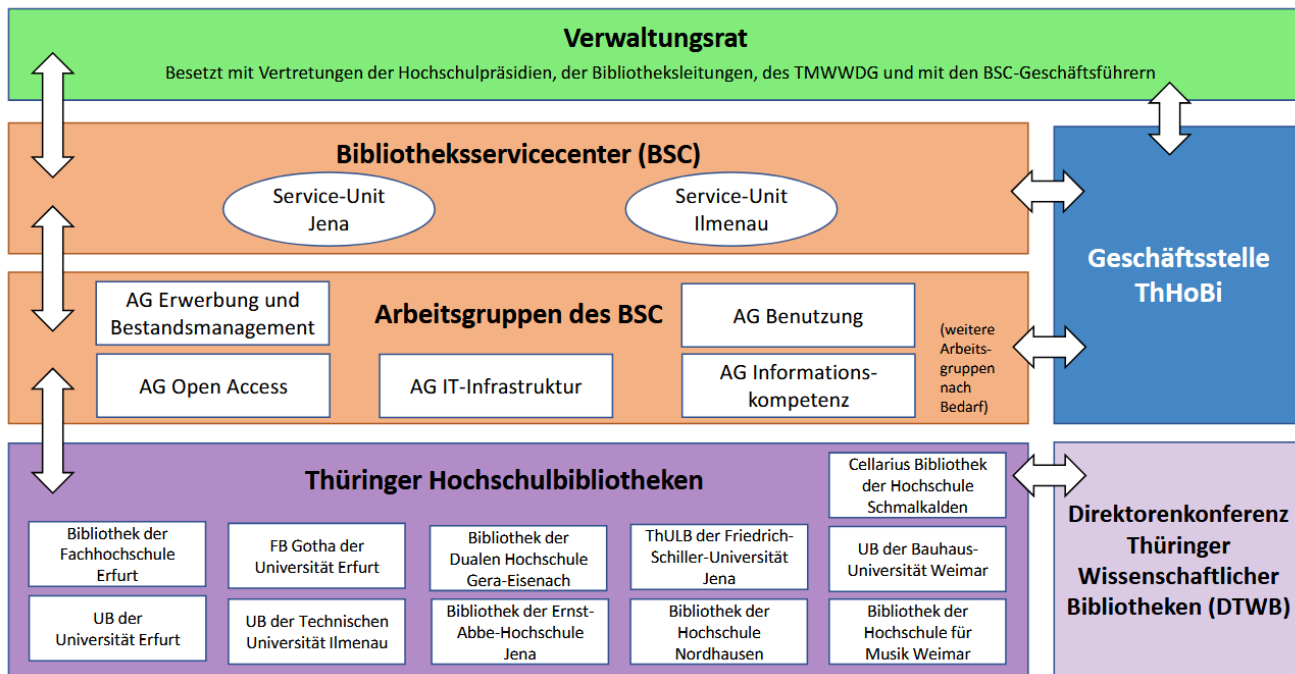 Verwaltungsrat
Besetzt mit Vertretungen der Hochschulpräsidien, der Bibliotheksleitungen, des TMWWDG und mit den BSC-Geschäftsführern
Bibliotheksservicecenter (BSC)
Service-Unit
Jena
Service-Unit
Ilmenau
Geschäftsstelle
ThHoBi
Arbeitsgruppen des BSC
AG Erwerbung und
Bestandsmanagement
AG Benutzung
AG Open Access
AG IT-Infrastruktur
AG Informations-
kompetenz
(weitere
Arbeits-
gruppen
nach
Bedarf)
Thüringer Hochschulbibliotheken
Cellarius Bibliothek
der Hochschule
Schmalkalden
Bibliothek der
Fachhochschule
Erfurt
FB Gotha der
Universität Erfurt
Bibliothek der
Dualen Hochschule
Gera-Eisenach
ThULB der Friedrich-
Schiller-Universität
Jena
UB der Bauhaus-
Universität Weimar
UB der
Universität Erfurt
UB der Technischen
Universität Ilmenau
Bibliothek der Ernst-
Abbe-Hochschule
Jena
Bibliothek der
Hochschule
Nordhausen
Bibliothek der
Hochschule für
Musik Weimar
Direktorenkonferenz
Thüringer
Wissenschaftlicher
Bibliotheken (DTWB)